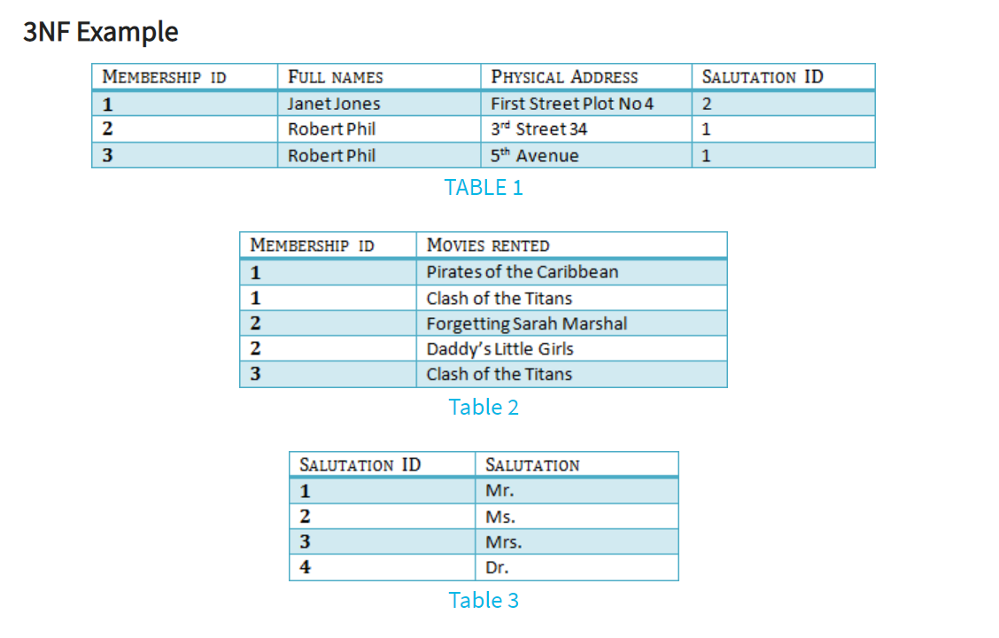 3NF Example
MEMBERSHIP ID FULL NAMES PHYSICAL ADDRESS SALUTATION ID
1 Janet Jones First Street Plot No 4 2
2 Robert Phil 3rd Street 34 1
3 Robert Phil 5th Avenue 1
TABLE 1
MEMBERSHIP ID MOVIES RENTED
1 Pirates of the Caribbean
1 Clash of the Titans
2 Forgetting Sarah Marshal
2 Daddy's Little Girls
3 Clash of the Titans
Table 2
SALUTATION ID SALUTATION
1 Mr.
2 Ms.
3 Mrs.
4 Dr.
Table 3